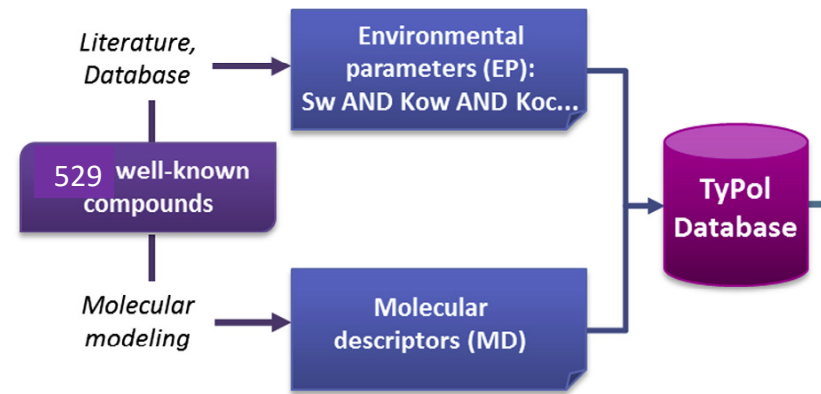 Literature,
Database
Environmental
parameters (EP):
Sw AND Kow AND Koc...
529 well-known
compounds
TyPol
Database
Molecular
modeling
Molecular
descriptors (MD)